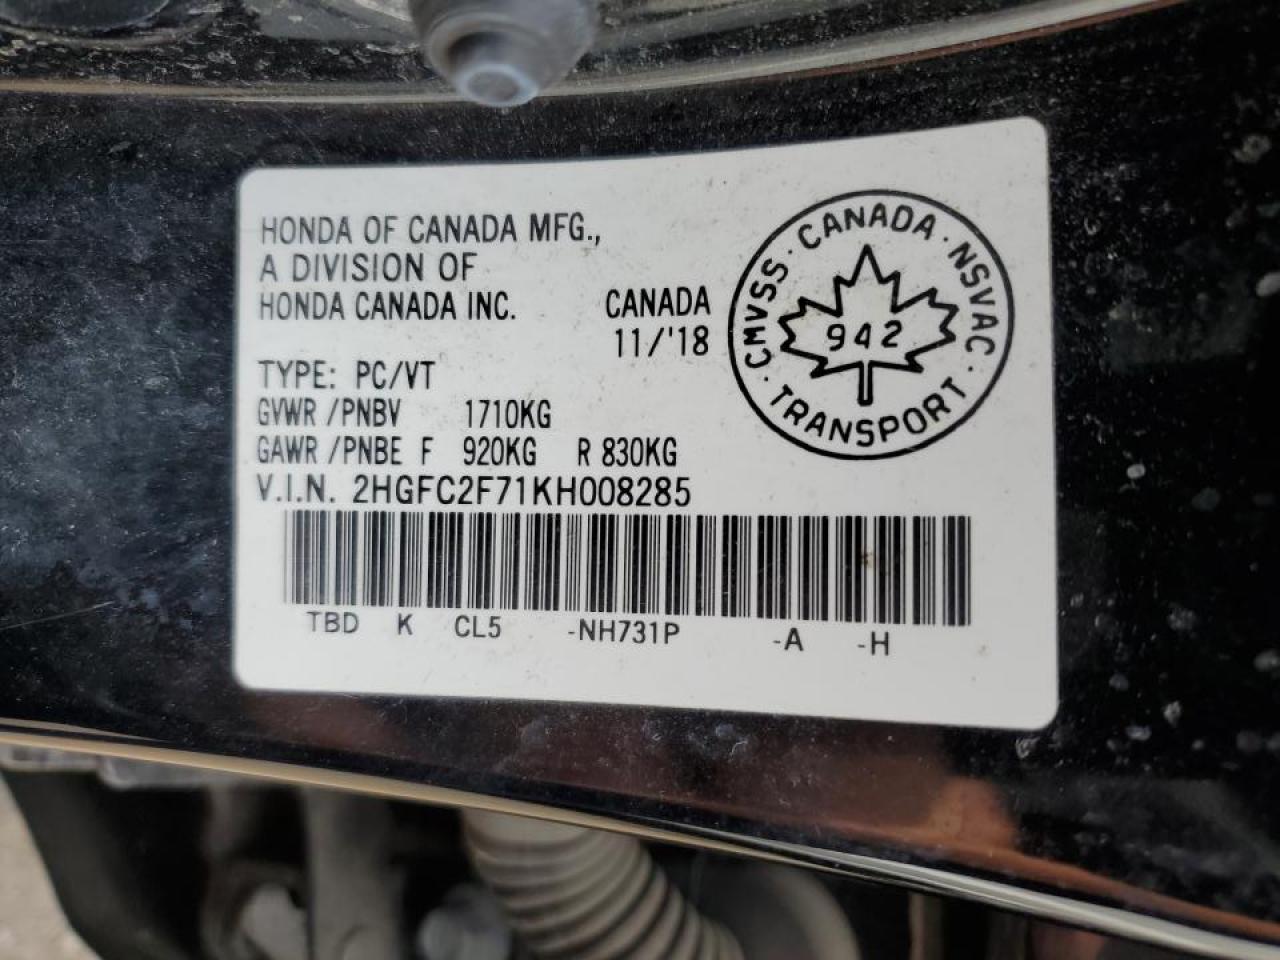 HONDA OF CANADA MFG.,
A DIVISION OF
HONDA CANADA INC.
CANADA
11/'18
TYPE: PC/VT
GVWR /PNBV 1710KG
GAWR /PNBE F 920KG R 830KG
V.I.N. 2HGFC2F71KH008285
TBD K CL5 -NH731P -A -H
CMVSS · CANADA · NSVAC
942
· TRANSPORT ·